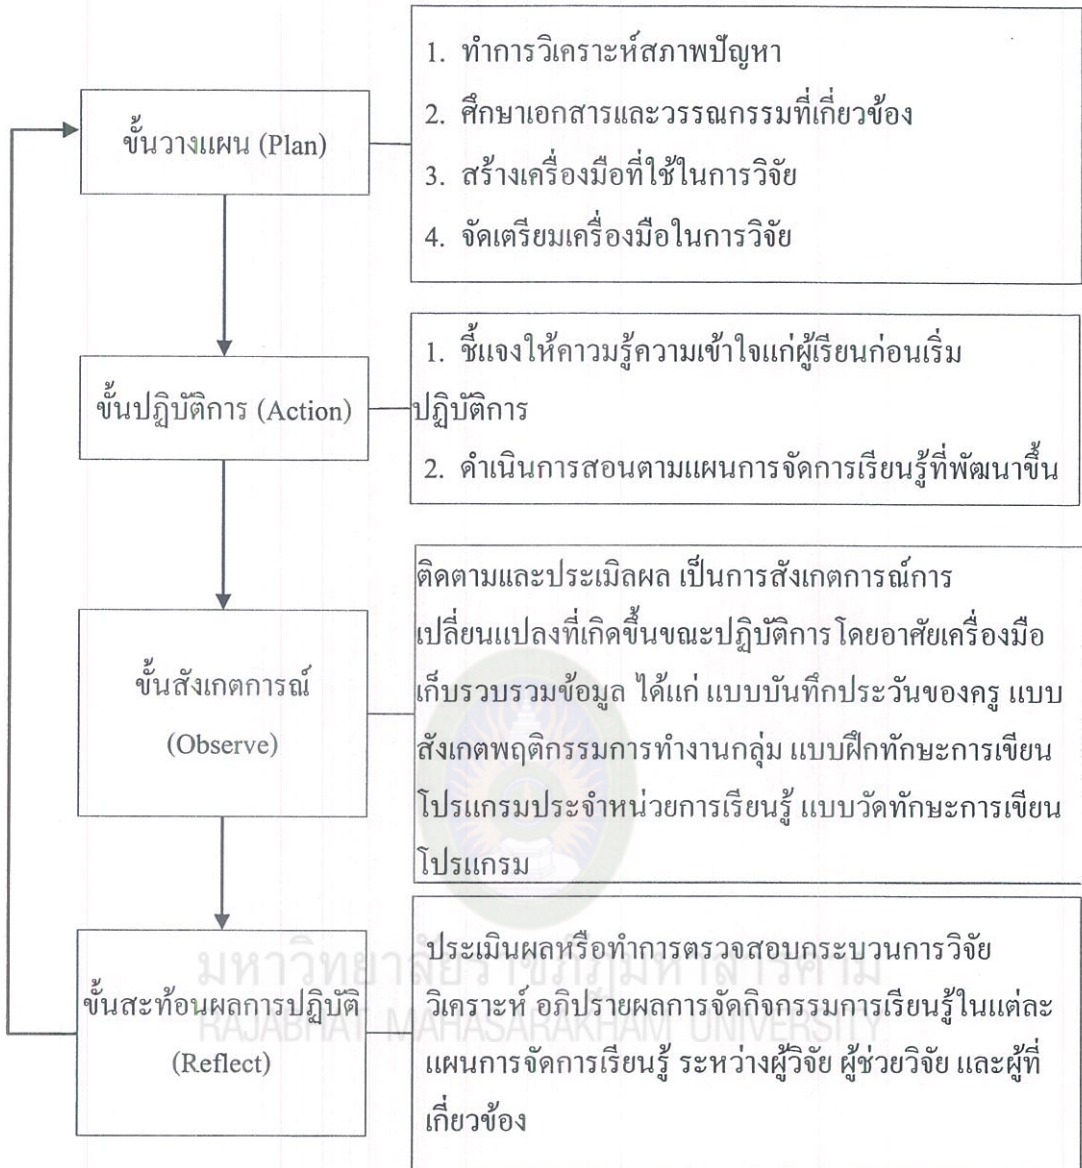 1. ทำการวิเคราะห์สภาพปัญหา
2. ศึกษาเอกสารและวรรณกรรมที่เกี่ยวข้อง
3. สร้างเครื่องมือที่ใช้ในการวิจัย
4. จัดเตรียมเครื่องมือในการวิจัย
ขั้นวางแผน (Plan)
1. ชี้แจงให้คาวมรู้ความเข้าใจแก่ผู้เรียนก่อนเริ่ม
ปฏิบัติการ
2. ดำเนินการสอนตามแผนการจัดการเรียนรู้ที่พัฒนาขึ้น
ขั้นปฏิบัติการ (Action)
ติดตามและประเมิลผล เป็นการสังเกตการณ์การ
เปลี่ยนแปลงที่เกิดขึ้นขณะปฏิบัติการ โดยอาศัยเครื่องมือ
เก็บรวบรวมข้อมูล ได้แก่ แบบบันทึกประวันของครู แบบ
สังเกตพฤติกรรมการทำงานกลุ่ม แบบฝึกทักษะการเขียน
โปรแกรมประจำหน่วยการเรียนรู้ แบบวัดทักษะการเขียน
โปรแกรม
ขั้นสังเกตการณ์
(Observe)
ประเมินผลหรือทำการตรวจสอบกระบวนการวิจัย
วิเคราะห์ อภิปรายผลการจัดกิจกรรมการเรียนรู้ในแต่ละ
แผนการจัดการเรียนรู้ ระหว่างผู้วิจัย ผู้ช่วยวิจัย และผู้ที่
เกี่ยวข้อง
ขั้นสะท้อนผลการปฏิบัติ
(Reflect)
มหาวิทยาลัยราชภัฏมหาสารคาม
RAJABHAT MAHASARAKHAM UNIVERSITY